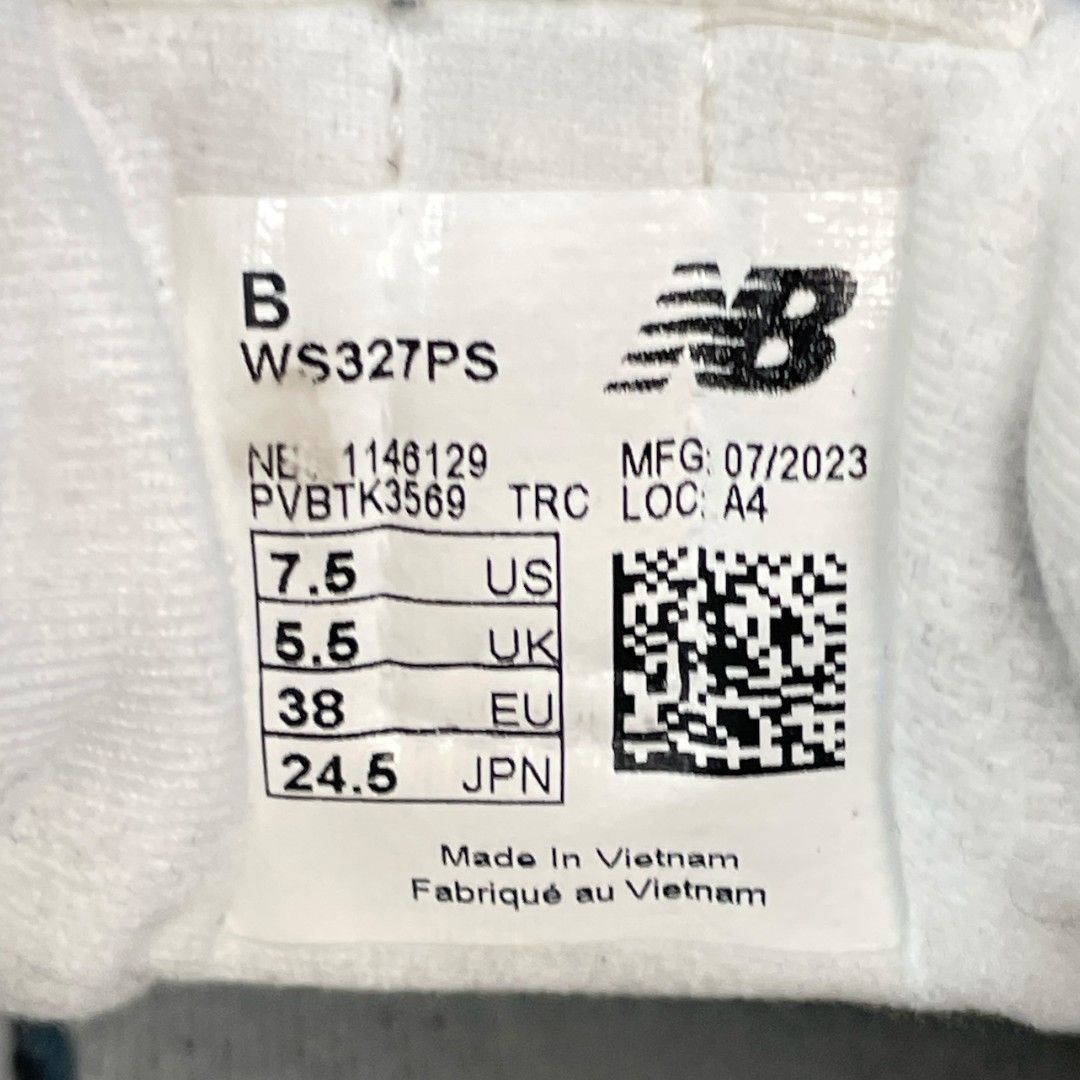 B
WS327PS
NB
1146129 MFG: 07/2023
PVBTK3569 TRC LOC: A4
7.5 US
5.5 UK
38 EU
24.5 JPN
Made In Vietnam
Fabriqué au Vietnam